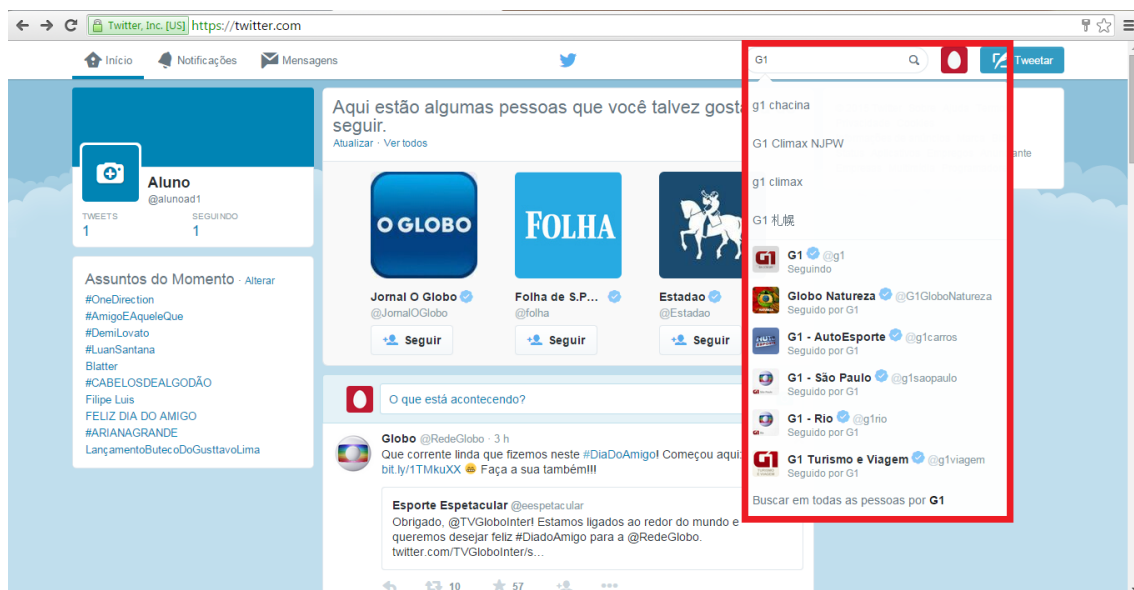 Twitter, Inc. [US] https://twitter.com
Início Notificações Mensagens
G1
Tweetar
Aluno
@alunoad1
TWEETS SEGUINDO
1 1
Assuntos do Momento · Alterar
#OneDirection
#AmigoEAqueleQue
#DemiLovato
#LuanSantana
Blatter
#CABELOSDEALGODÃO
Filipe Luis
FELIZ DIA DO AMIGO
#ARIANAGRANDE
LançamentoButecoDoGusttavoLima
Aqui estão algumas pessoas que você talvez gosta
seguir.
Atualizar · Ver todos
O GLOBO
FOLHA
Jornal O Globo
@JornalOGlobo
Seguir
Folha de S.P...
@folha
Seguir
Estadao
@Estadao
Seguir
O que está acontecendo?
Globo @RedeGlobo · 3 h
Que corrente linda que fizemos neste #DiaDoAmigo! Começou aqui:
bit.ly/1TMkuXX 😁 Faça a sua também!!!
Esporte Espetacular @eespetacular
Obrigado, @TVGloboInter! Estamos ligados ao redor do mundo e
queremos desejar feliz #DiadoAmigo para a @RedeGlobo.
twitter.com/TVGloboInter/s...
10 57
g1 chacina
G1 Climax NJPW
g1 climax
G1 札幌
G1 G1 @g1
Seguindo
Globo Natureza @G1GloboNatureza
Seguido por G1
G1 - AutoEsporte @g1carros
Seguido por G1
G1 - São Paulo @g1saopaulo
Seguido por G1
G1 - Rio @g1rio
Seguido por G1
G1 G1 Turismo e Viagem @g1viagem
Seguido por G1
Buscar em todas as pessoas por G1
ante